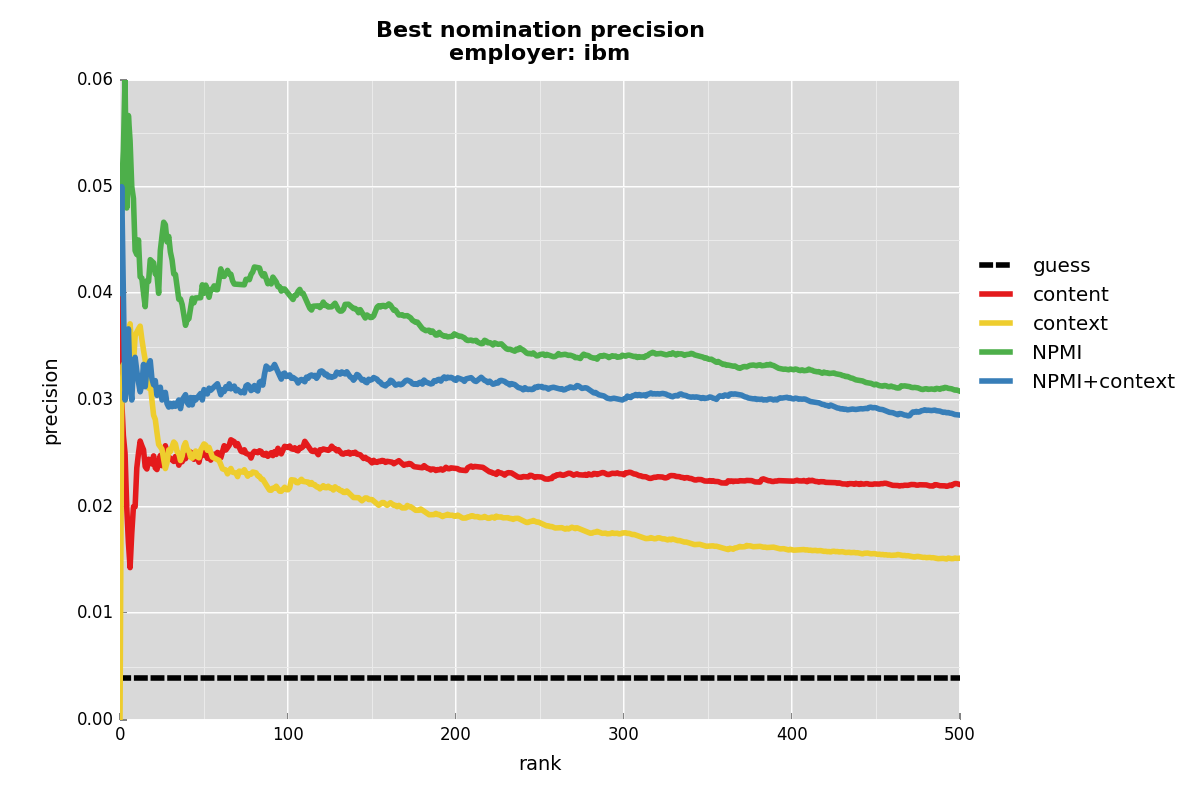 Best nomination precision
employer: ibm
precision
0.06
0.05
0.04
0.03
0.02
0.01
0.00
0
100
200
300
400
500
rank
guess
content
context
NPMI
NPMI+context